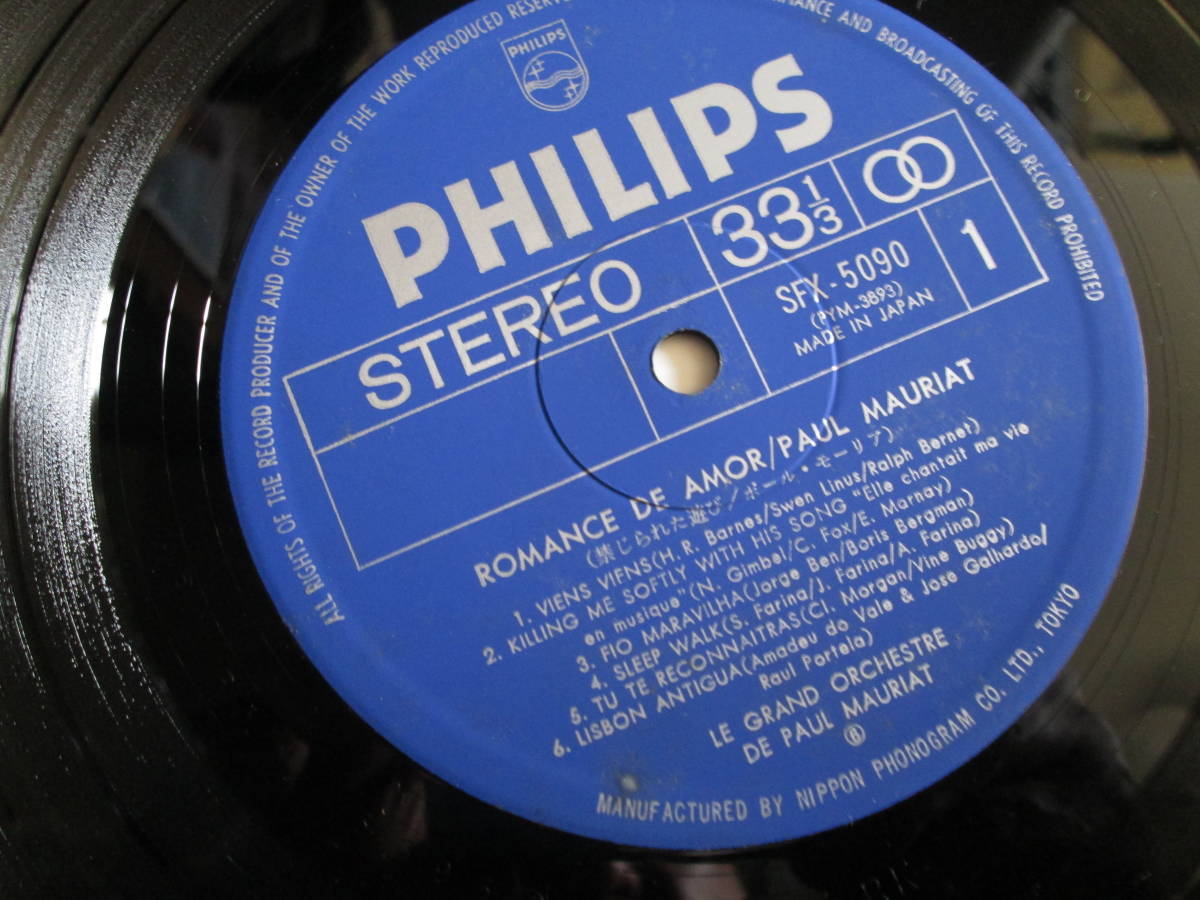 ALL RIGHTS OF THE RECORD PRODUCER AND OF THE OWNER OF THE WORK REPRODUCED RESERVED
AND BROADCASTING OF THIS RECORD PROHIBITED
PHILIPS
PHILIPS
STEREO
33 1/3
SFX-5090
(PYM-3893)
MADE IN JAPAN
1
ROMANCE DE AMOR/PAUL MAURIAT
(禁じられた遊び/ポール・モーリア)
1. VIENS VIENS(H. R. Barnes/Swen Linus/Ralph Bernet)
2. KILLING ME SOFTLY WITH HIS SONG "Elle chantait ma vie
en musique"(N. Gimbel/C. Fox/E. Marnay)
3. FIO MARAVILHA(Jorge Ben/Boris Bergman)
4. SLEEP WALK(S. Farina/J. Farina/A. Farina)
5. TU TE RECONNAITRAS(Cl. Morgan/Vine Buggy)
6. LISBON ANTIGUA(Amadeu do Vale & Jose Galhardo/
Raul Portela)
LE GRAND ORCHESTRE
DE PAUL MAURIAT
Ⓑ
MANUFACTURED BY NIPPON PHONOGRAM CO. LTD., TOKYO